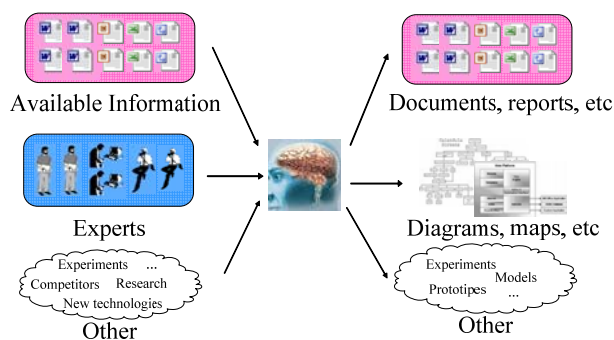 Available Information
Documents, reports, etc
Experts
Diagrams, maps, etc
Experiments ...
Competitors Research
New technologies
Other
Experiments
Models
Prototipes ...
Other